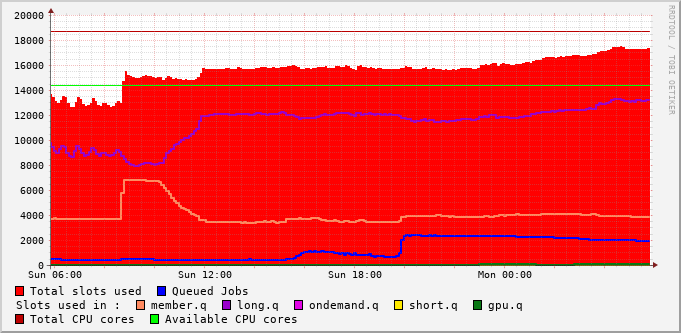 20000
18000
16000
14000
12000
10000
8000
6000
4000
2000
0
Sun 06:00 Sun 12:00 Sun 18:00 Mon 00:00
RRDTOOL / TOBI OETIKER
Total slots used Queued Jobs
Slots used in : member.q long.q ondemand.q short.q gpu.q
Total CPU cores Available CPU cores